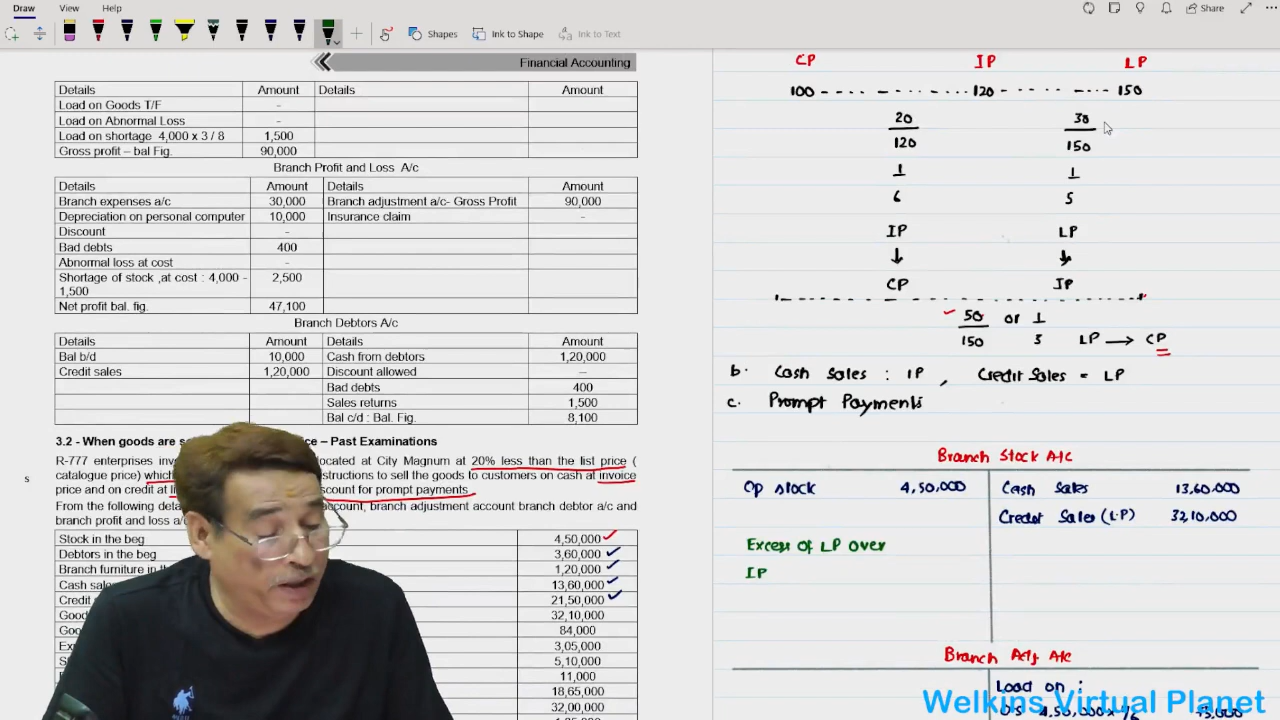 Draw View Help
Share
Shapes
Ink to Shape
Ink to Text
Financial Accounting
Details Amount Details Amount
Load on Goods T/F -
Load on Abnormal Loss -
Load on shortage 4,000 x 3 / 8 1,500
Gross profit – bal Fig. 90,000
Branch Profit and Loss A/c
Details Amount Details Amount
Branch expenses a/c 30,000 Branch adjustment a/c- Gross Profit 90,000
Depreciation on personal computer 10,000 Insurance claim -
Discount -
Bad debts 400
Abnormal loss at cost -
Shortage of stock ,at cost : 4,000 - 2,500
1,500
Net profit bal. fig. 47,100
Branch Debtors A/c
Details Amount Details Amount
Bal b/d 10,000 Cash from debtors 1,20,000
Credit sales 1,20,000 Discount allowed –
Bad debts 400
Sales returns 1,500
Bal c/d : Bal. Fig. 8,100
3.2 - When goods are ice – Past Examinations
R-777 enterprises located at City Magnum at 20% less than the list price (
catalogue price) which structions to sell the goods to customers on cash at invoice
price and on credit at scount for prompt payments.
From the following account, branch adjustment account branch debtor a/c and
branch profit and loss
s
Stock in the beg 4,50,000
Debtors in the beg 3,60,000
Branch furniture in 1,20,000
Cash 13,60,000
21,50,000
32,10,000
84,000
3,05,000
5,10,000
11,000
18,65,000
32,00,000
CP IP LP
100 - - - - - - - - - - 120 - - - - - - - - 150
20 30
120 150
1 1
6 5
IP LP
↓ ↓
CP IP
50 or 1
150 3 LP → CP
b. Cash Sales : IP , Credit Sales = LP
c. Prompt Payments
Branch Stock A/c
Op stock 4,50,000 Cash Sales 13,60,000
Credit Sales (LP) 32,10,000
Excess of LP Over
IP
Branch Adj A/c
Load on :
O/S 4,50,000 x 1/6
Welkins Virtual Planet